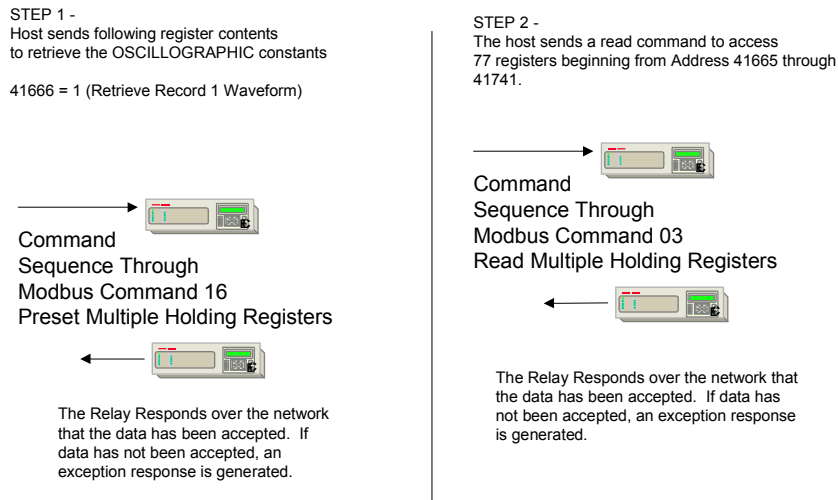 STEP 1 -
Host sends following register contents
to retrieve the OSCILLOGRAPHIC constants
41666 = 1 (Retrieve Record 1 Waveform)
Command
Sequence Through
Modbus Command 16
Preset Multiple Holding Registers
The Relay Responds over the network
that the data has been accepted. If
data has not been accepted, an
exception response is generated.
STEP 2 -
The host sends a read command to access
77 registers beginning from Address 41665 through
41741.
Command
Sequence Through
Modbus Command 03
Read Multiple Holding Registers
The Relay Responds over the network that
the data has been accepted. If data has
not been accepted, an exception response
is generated.